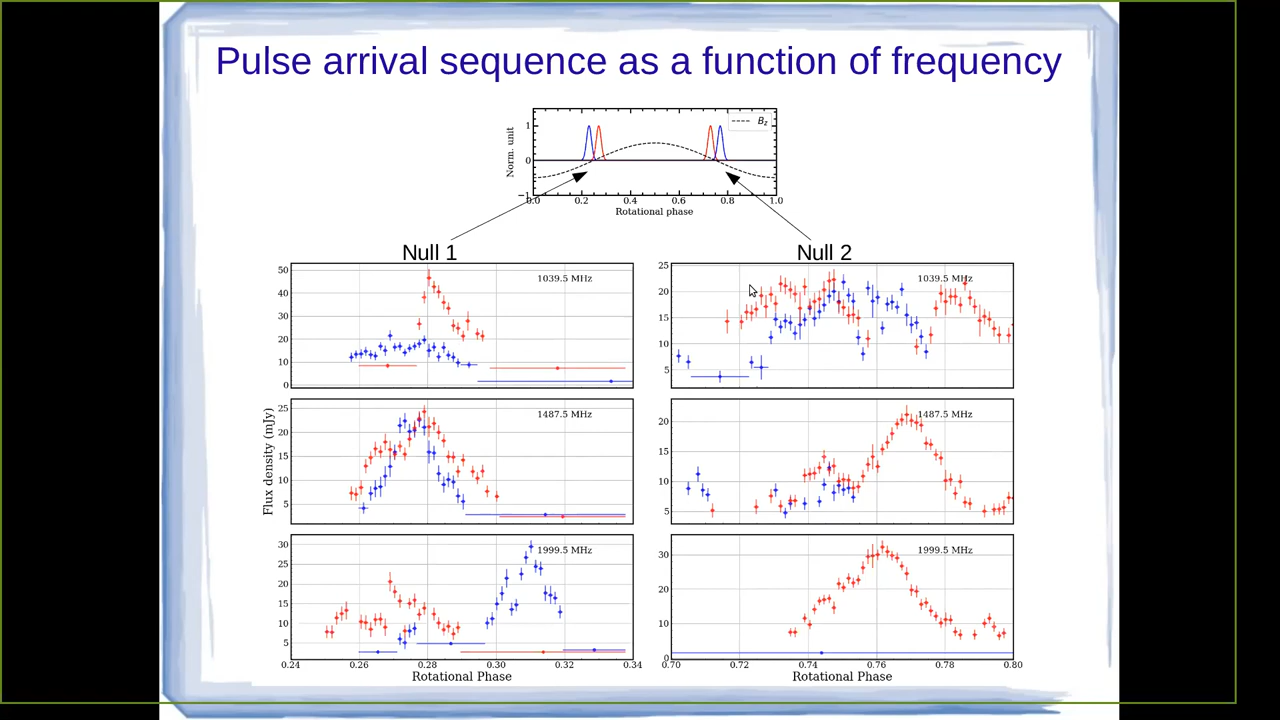 Pulse arrival sequence as a function of frequency
Norm. unit
1
0
−1
B_z
0.0 0.2 0.4 0.6 0.8 1.0
Rotational phase
Null 1
Null 2
Flux density (mJy)
50
40
30
20
10
0
1039.5 MHz
25
20
15
10
5
1039.5 MHz
25
20
15
10
5
1487.5 MHz
20
15
10
5
1487.5 MHz
30
25
20
15
10
5
1999.5 MHz
30
20
10
0
1999.5 MHz
0.24 0.26 0.28 0.30 0.32 0.34
0.70 0.72 0.74 0.76 0.78 0.80
Rotational Phase
Rotational Phase